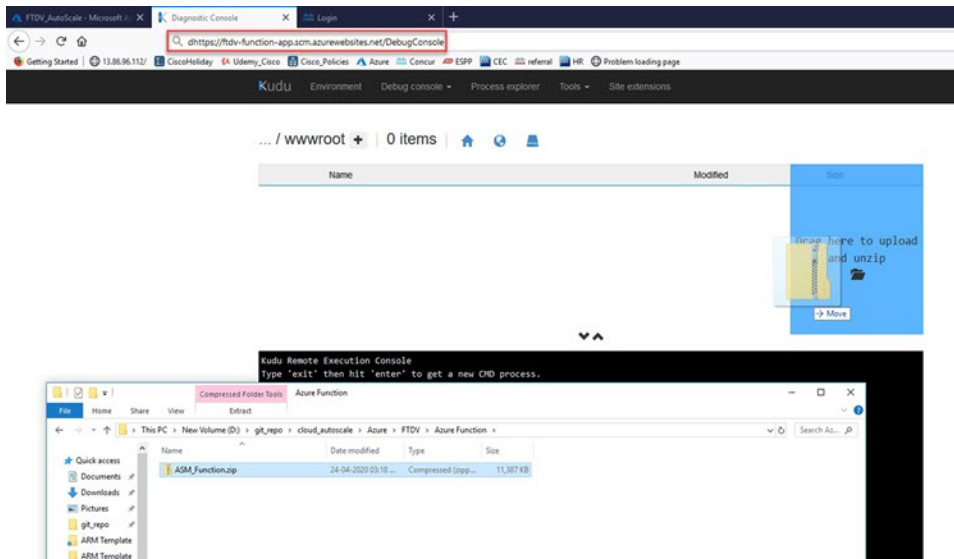 FTDV_AutoScale - Microsoft A
Diagnostic Console
Login
dhttps://ftdv-function-app.scm.azurewebsites.net/DebugConsole
Getting Started
13.86.96.112/
CiscoHoliday
Udemy_Cisco
Cisco_Policies
Azure
Concur
ESPP
CEC
referral
HR
Problem loading page
Kudu Environment Debug console Process explorer Tools Site extensions
... / wwwroot + | 0 items
Name Modified Size
Drag here to upload
and unzip
Move
Kudu Remote Execution Console
Type 'exit' then hit 'enter' to get a new CMD process.
Compressed Folder Tools Azure Function
File Home Share View Extract
This PC > New Volume (D:) > git_repo > cloud_autoscale > Azure > FTDV > Azure Function >
Search Az...
Name Date modified Type Size
Quick access
ASM_Function.zip 24-04-2020 03:18 ... Compressed (zipp... 11,387 KB
Documents
Downloads
Pictures
git_repo
ARM Template
ARM Template